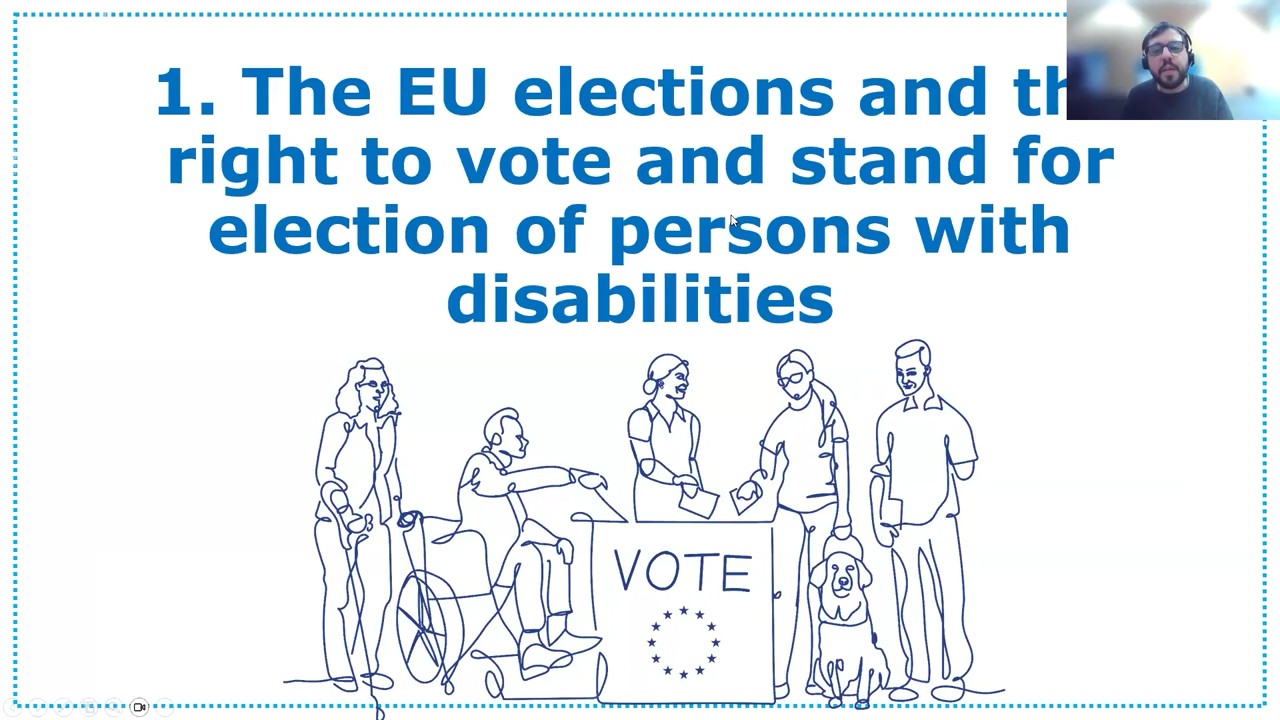 1. The EU elections and th
right to vote and stand for
election of persons with
disabilities
VOTE